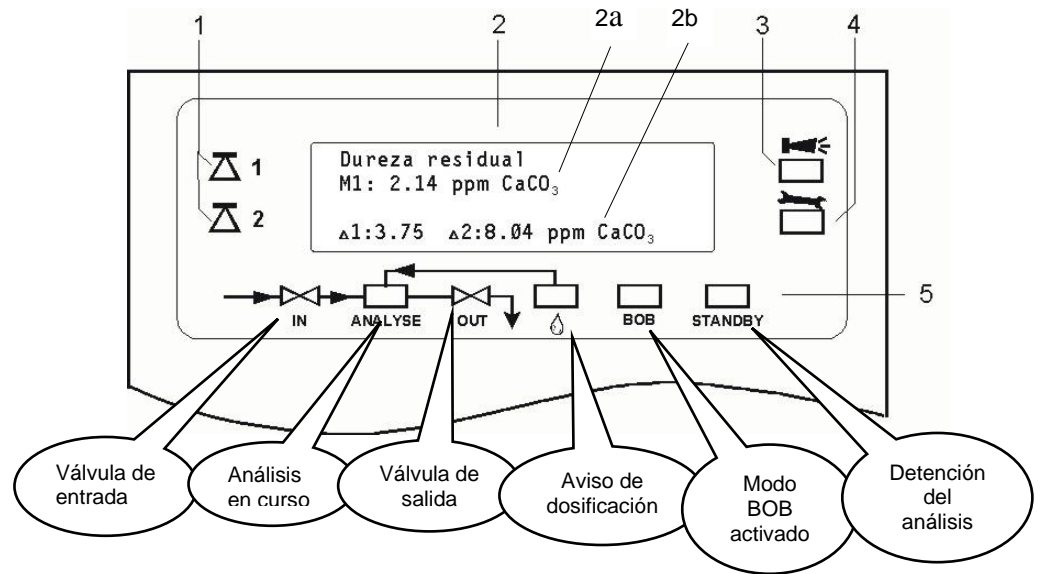 1
2
2a
2b
3
4
1
2
Dureza residual
M1: 2.14 ppm CaCO₃
▵1:3.75 ▵2:8.04 ppm CaCO₃
5
IN
ANALYSE
OUT
BOB
STANDBY
Válvula de
entrada
Análisis
en curso
Válvula de
salida
Aviso de
dosificación
Modo
BOB
activado
Detención
del
análisis